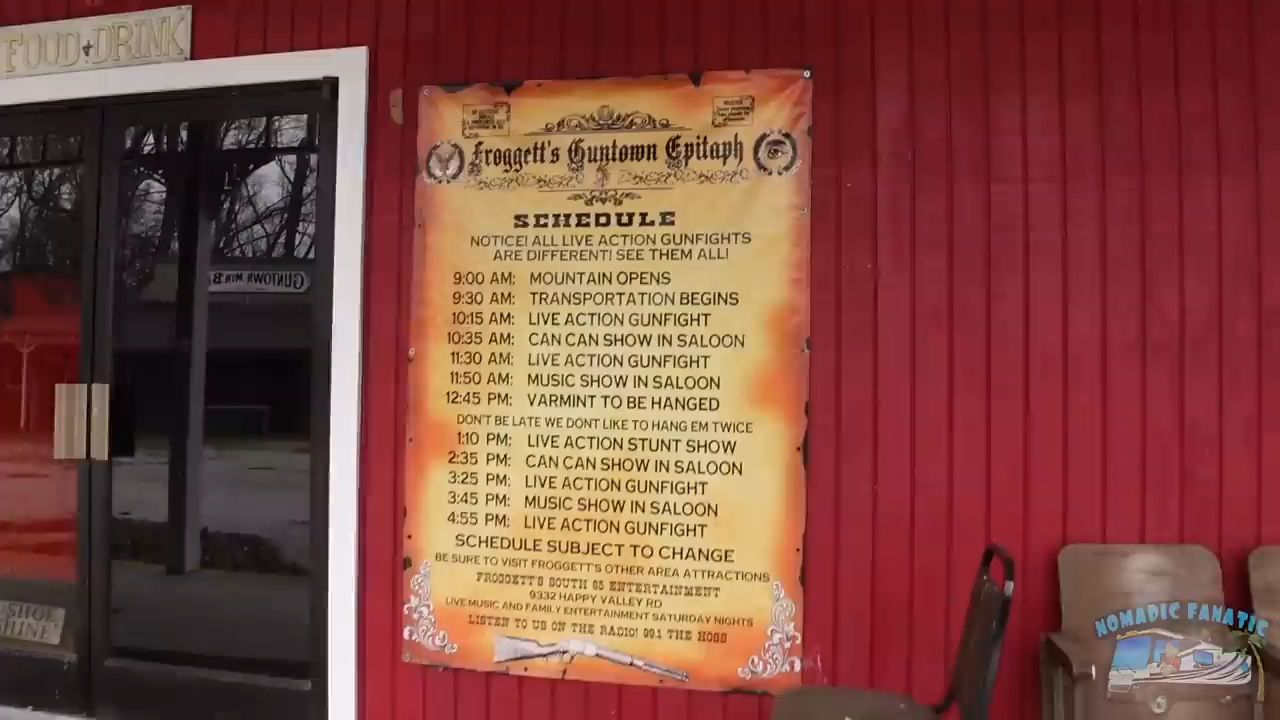 FOOD & DRINK
Froggett's Guntown Epitaph
SCHEDULE
NOTICE! ALL LIVE ACTION GUNFIGHTS
ARE DIFFERENT! SEE THEM ALL!
9:00 AM: MOUNTAIN OPENS
9:30 AM: TRANSPORTATION BEGINS
10:15 AM: LIVE ACTION GUNFIGHT
10:35 AM: CAN CAN SHOW IN SALOON
11:30 AM: LIVE ACTION GUNFIGHT
11:50 AM: MUSIC SHOW IN SALOON
12:45 PM: VARMINT TO BE HANGED
DON'T BE LATE WE DONT LIKE TO HANG EM TWICE
1:10 PM: LIVE ACTION STUNT SHOW
2:35 PM: CAN CAN SHOW IN SALOON
3:25 PM: LIVE ACTION GUNFIGHT
3:45 PM: MUSIC SHOW IN SALOON
4:55 PM: LIVE ACTION GUNFIGHT
SCHEDULE SUBJECT TO CHANGE
BE SURE TO VISIT FROGGETT'S OTHER AREA ATTRACTIONS
FROGGETT'S SOUTH 65 ENTERTAINMENT
9332 HAPPY VALLEY RD
LIVE MUSIC AND FAMILY ENTERTAINMENT SATURDAY NIGHTS
LISTEN TO US ON THE RADIO! 99.1 THE HOSS
GUNTOWN
SHOE
SHINE
NOMADIC FANATIC